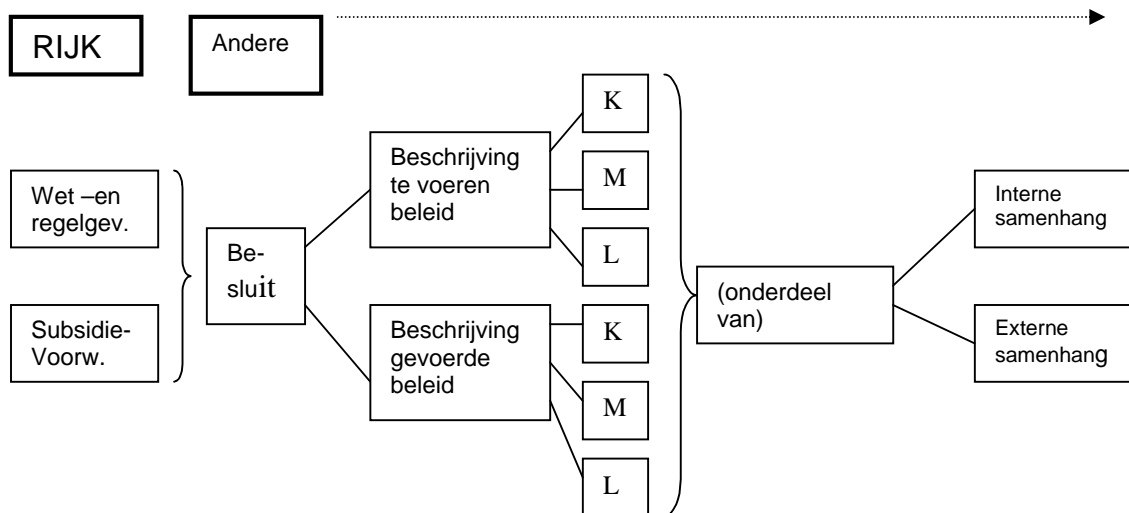 RIJK
Andere
Wet –en
regelgev.
Subsidie-
Voorw.
Be-
sluit
Beschrijving
te voeren
beleid
K
M
L
Beschrijving
gevoerde
beleid
K
M
L
(onderdeel
van)
Interne
samenhang
Externe
samenhang